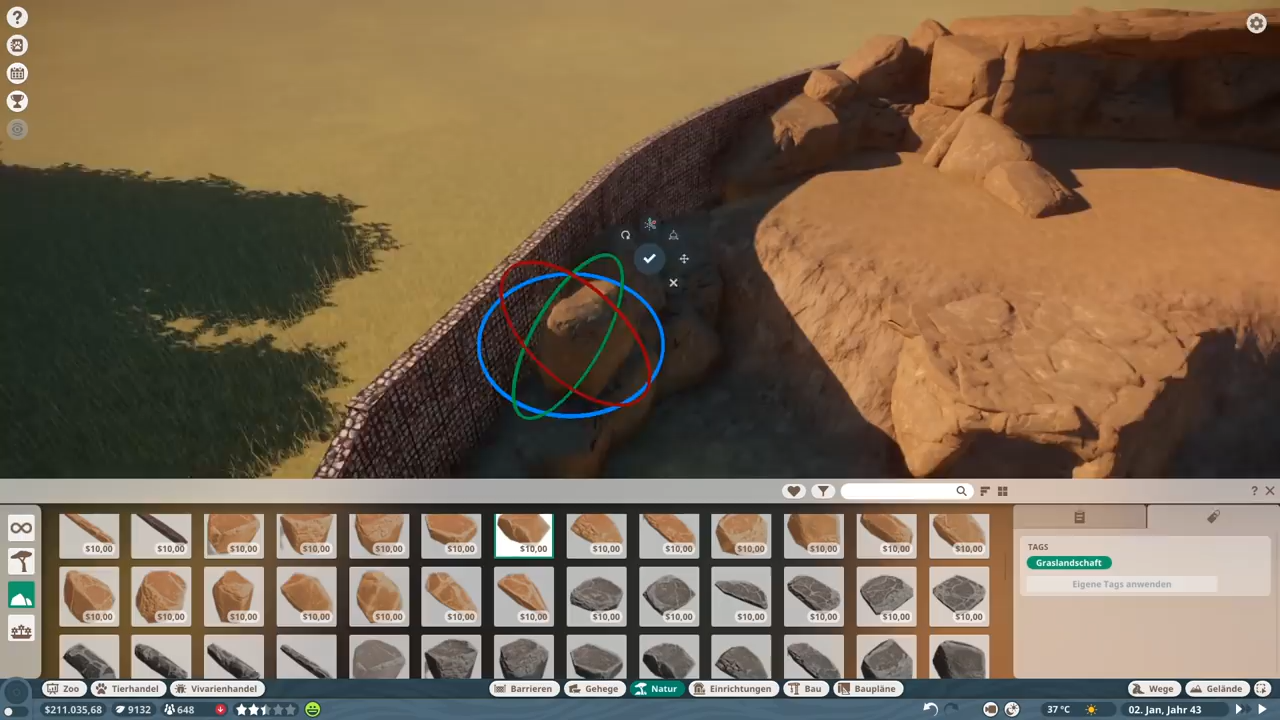 ?
? ×
$10,00 $10,00 $10,00 $10,00 $10,00 $10,00 $10,00 $10,00 $10,00 $10,00 $10,00 $10,00 $10,00
TAGS
Graslandschaft
Eigene Tags anwenden
$10,00 $10,00 $10,00 $10,00 $10,00 $10,00 $10,00 $10,00 $10,00 $10,00 $10,00 $10,00 $10,00
Zoo Tierhandel Vivarienhandel Barrieren Gehege Natur Einrichtungen Bau Baupläne Wege Gelände
$211.035,68 9132 648 37 °C 02. Jan, Jahr 43